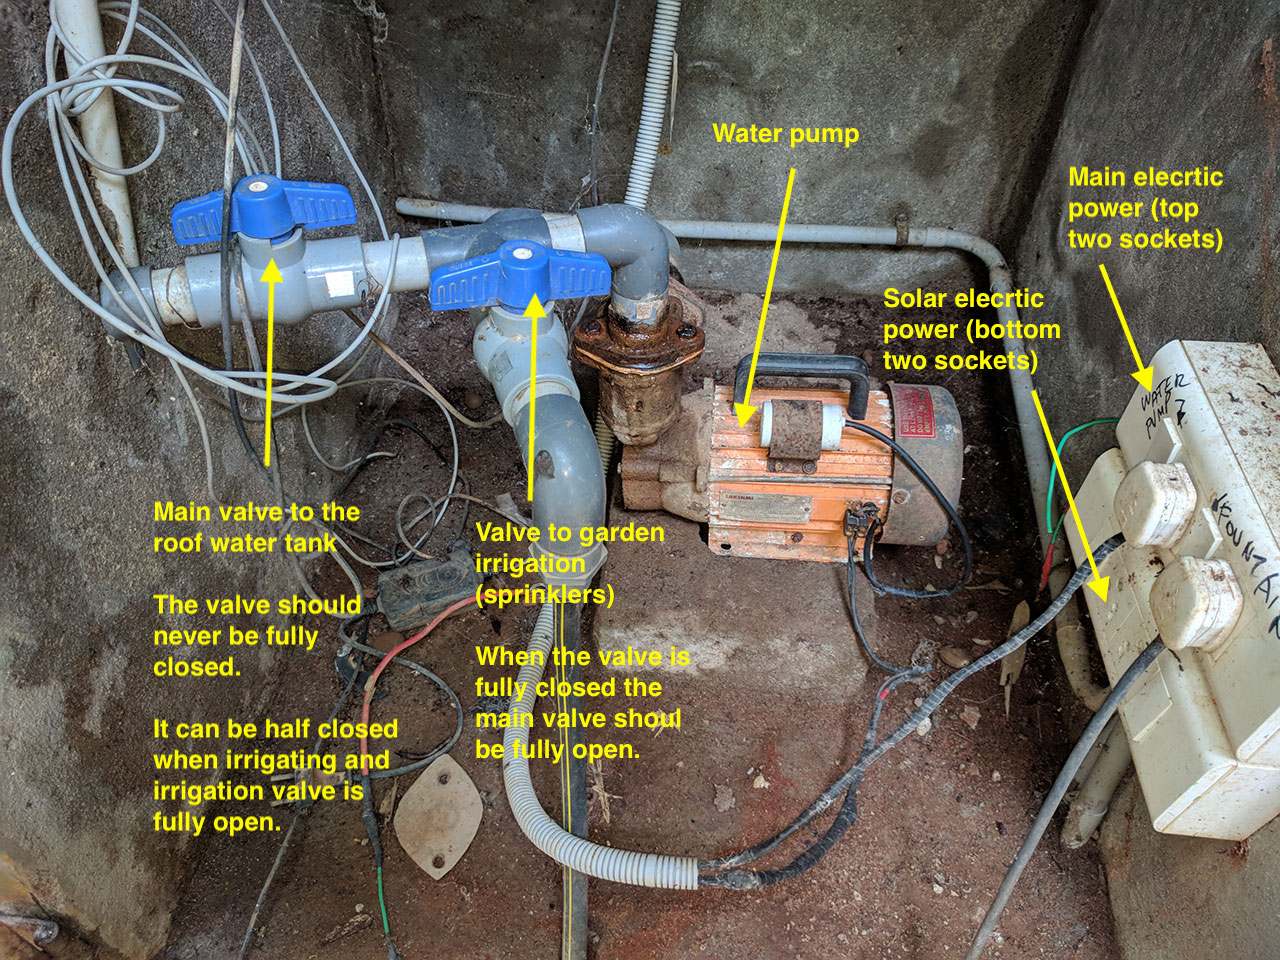 Water pump
Main elecrtic
power (top
two sockets)
Solar elecrtic
power (bottom
two sockets)
WATER
PUMP
Main valve to the
roof water tank
The valve should
never be fully
closed.
It can be half closed
when irrigating and
irrigation valve is
fully open.
Valve to garden
irrigation
(sprinklers)
When the valve is
fully closed the
main valve shoul
be fully open.